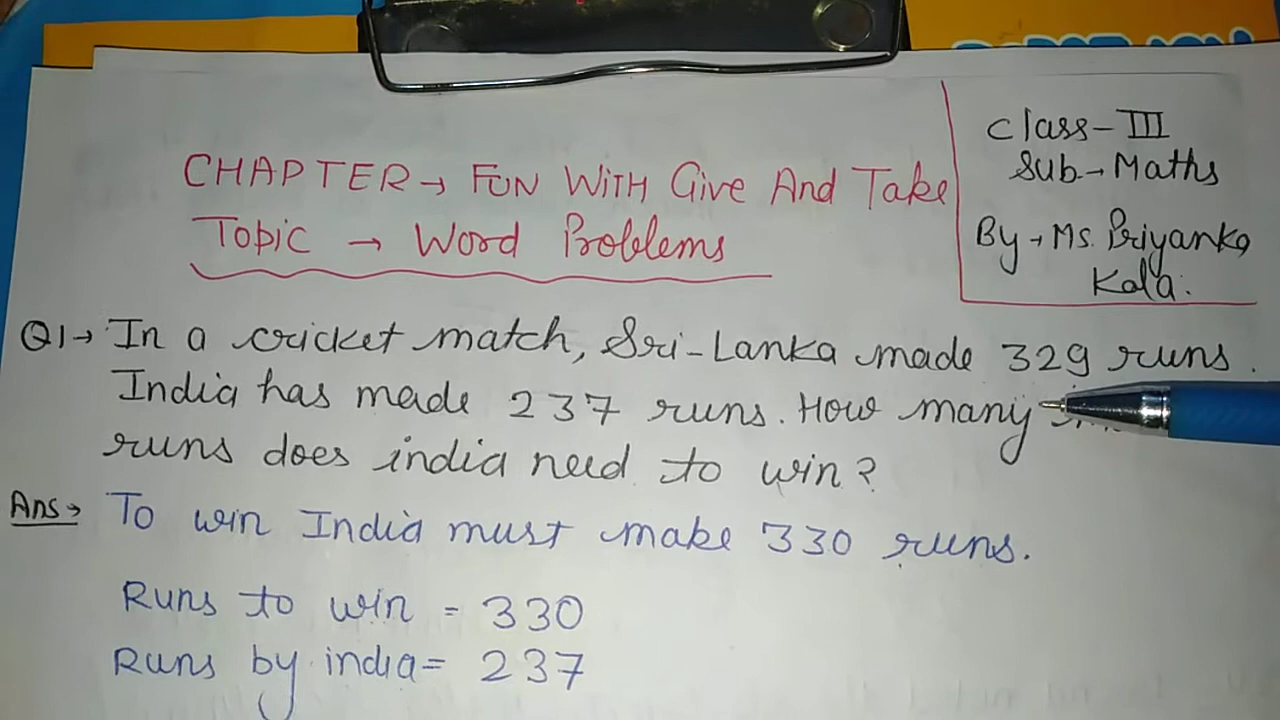 CHAPTER → FUN WITH Give And Take
Topic → Word Problems
Class-III
Sub→Maths
By→Ms. Priyanka
Kala.
Q1→ In a cricket match, Sri-Lanka made 329 runs.
India has made 237 runs. How many
runs does india need to win?
Ans→ To win India must make 330 runs.
Runs to win = 330
Runs by india= 237